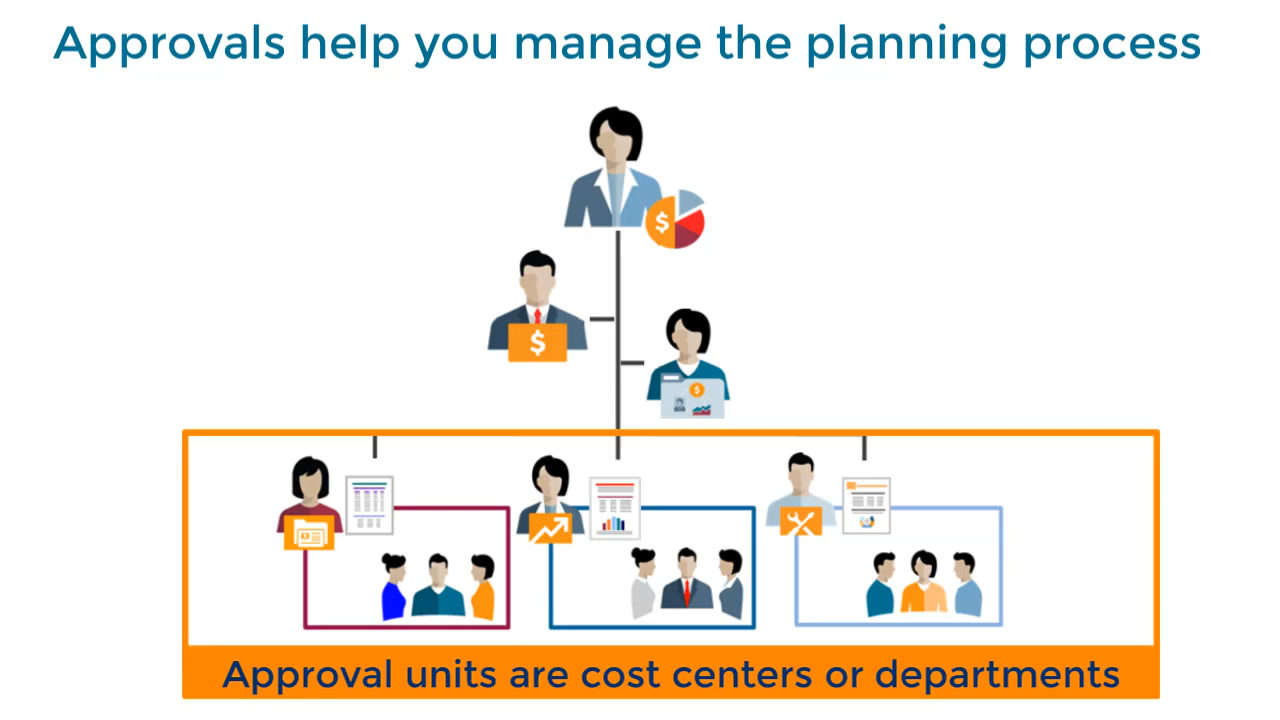 Approvals help you manage the planning process
$
$
$
Approval units are cost centers or departments